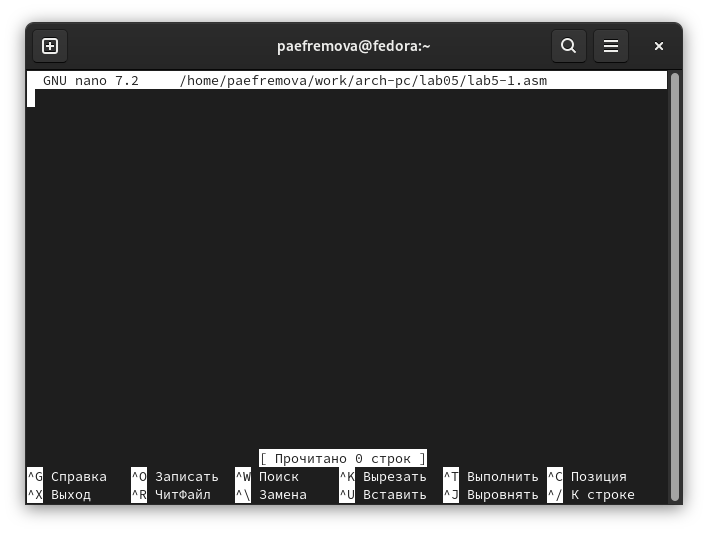 paefremova@fedora:~
GNU nano 7.2 /home/paefremova/work/arch-pc/lab05/lab5-1.asm
[ Прочитано 0 строк ]
^G Справка ^O Записать ^W Поиск ^K Вырезать ^T Выполнить ^C Позиция
^X Выход ^R ЧитФайл ^\ Замена ^U Вставить ^J Выровнять ^/ К строке